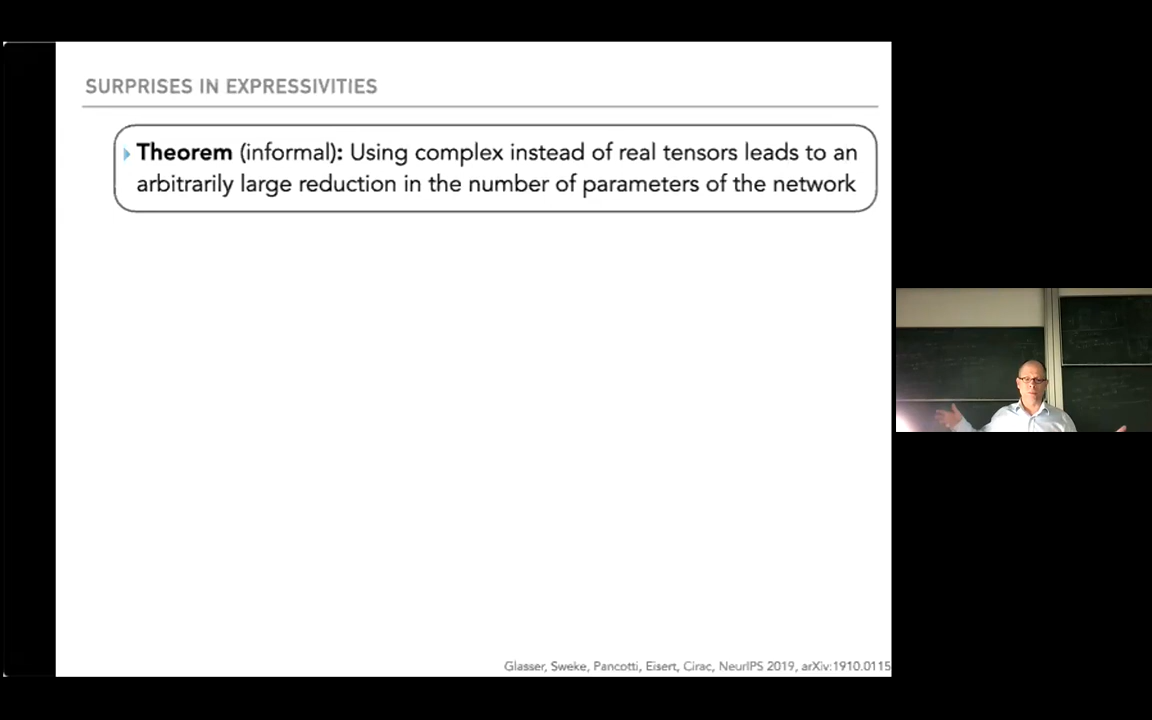 SURPRISES IN EXPRESSIVITIES
Theorem (informal): Using complex instead of real tensors leads to an
arbitrarily large reduction in the number of parameters of the network
Glasser, Sweke, Pancotti, Eisert, Cirac, NeurIPS 2019, arXiv:1910.0115